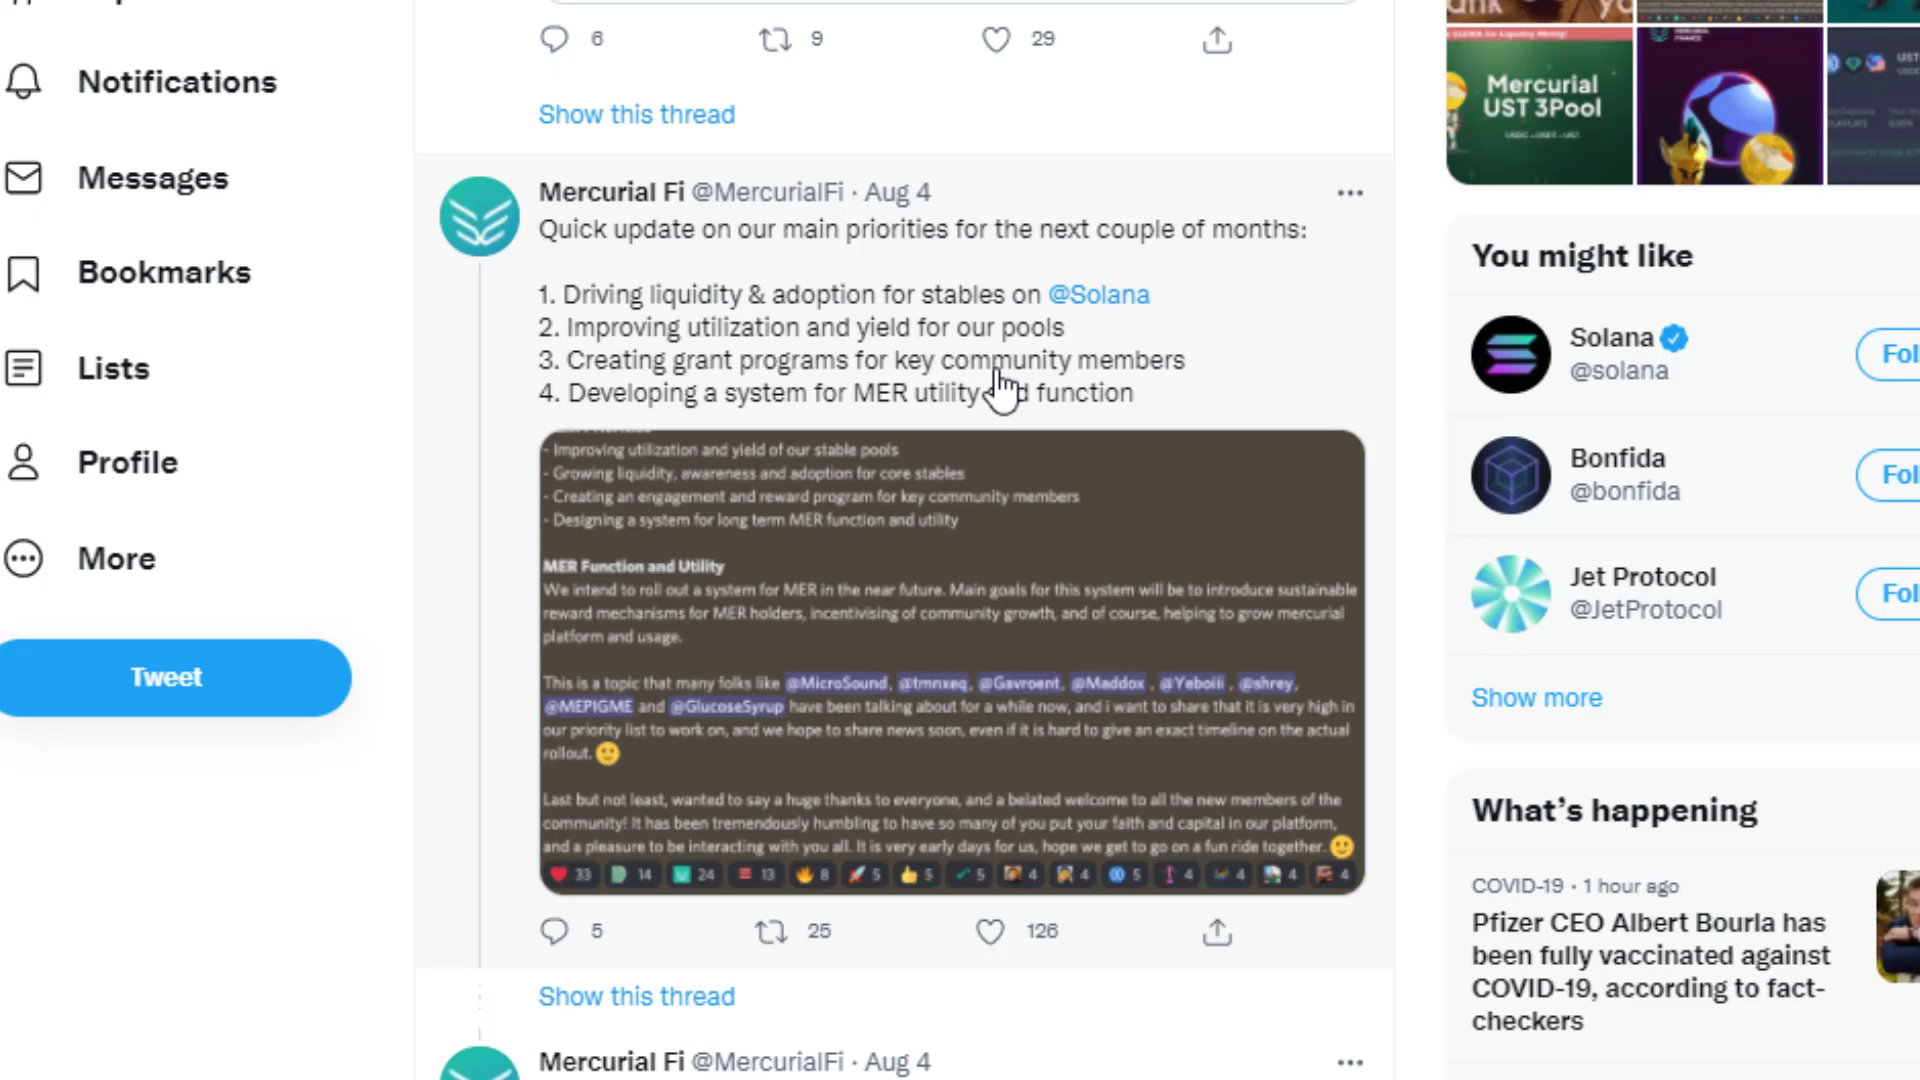 6
9
29
Show this thread
Notifications
Messages
Bookmarks
Lists
Profile
More
Tweet
Mercurial Fi @MercurialFi · Aug 4
Quick update on our main priorities for the next couple of months:
1. Driving liquidity & adoption for stables on @Solana
2. Improving utilization and yield for our pools
3. Creating grant programs for key community members
4. Developing a system for MER utility and function
- Improving utilization and yield of our stable pools
- Growing liquidity, awareness and adoption for core stables
- Creating an engagement and reward program for key community members
- Designing a system for long term MER function and utility
MER Function and Utility
We intend to roll out a system for MER in the near future. Main goals for this system will be to introduce sustainable
reward mechanisms for MER holders, incentivising of community growth, and of course, helping to grow mercurial
platform and usage.
This is a topic that many folks like @MicroSound, @tmnxeq, @Gavroent, @Maddox , @Yeboiii , @shrey,
@MEPIGME and @GlucoseSyrup have been talking about for a while now, and i want to share that it is very high in
our priority list to work on, and we hope to share news soon, even if it is hard to give an exact timeline on the actual
rollout.
Last but not least, wanted to say a huge thanks to everyone, and a belated welcome to all the new members of the
community! It has been tremendously humbling to have so many of you put your faith and capital in our platform,
and a pleasure to be interacting with you all. It is very early days for us, hope we get to go on a fun ride together.
33 14 24 13 8 5 5 5 4 4 5 4 4 4 4
5
25
126
Show this thread
Mercurial Fi @MercurialFi · Aug 4
Mercurial
UST 3Pool
USDC - USDT - UST
You might like
Solana
@solana
Fol
Bonfida
@bonfida
Fol
Jet Protocol
@JetProtocol
Fol
Show more
What's happening
COVID-19 · 1 hour ago
Pfizer CEO Albert Bourla has
been fully vaccinated against
COVID-19, according to fact-
checkers